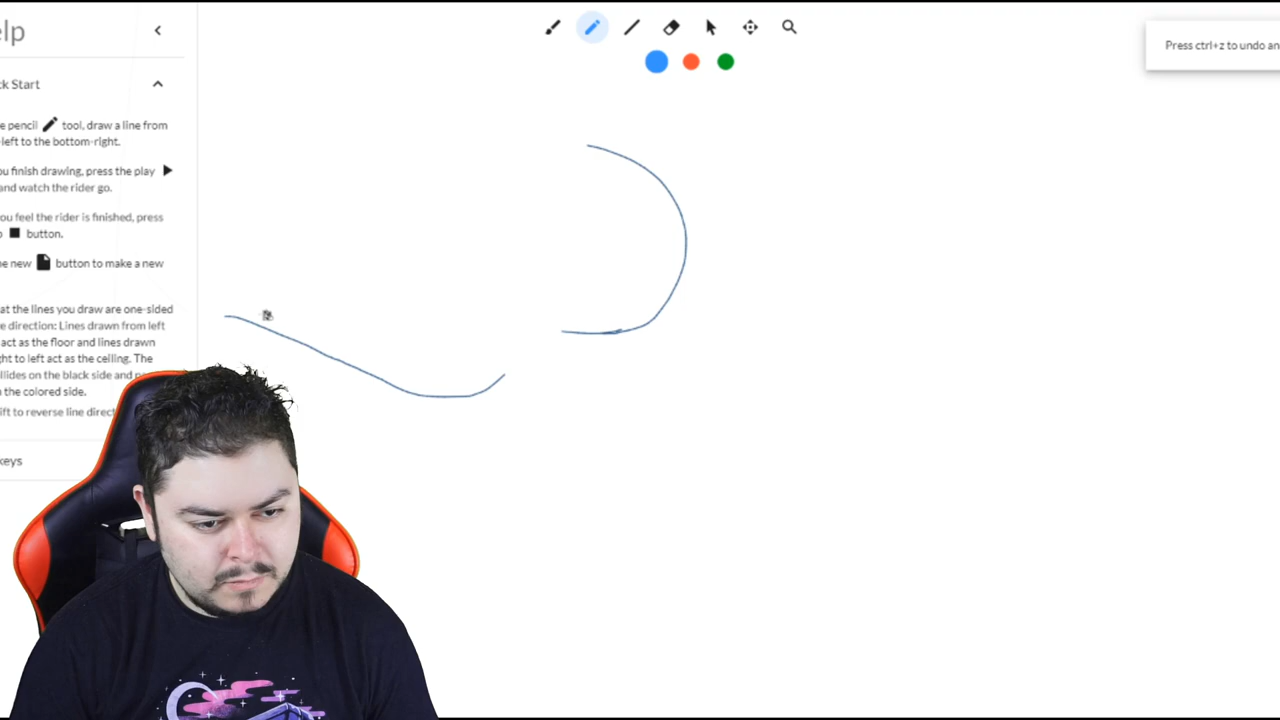 elp
ck Start
e pencil tool, draw a line from
-left to the bottom-right.
ou finish drawing, press the play
and watch the rider go.
ou feel the rider is finished, press
button.
e new button to make a new
at the lines you draw are one-sided
e direction: Lines drawn from left
act as the floor and lines drawn
ght to left act as the ceiling. The
llides on the black side and
the colored side.
ift to reverse line direct
keys
Press ctrl+z to undo an